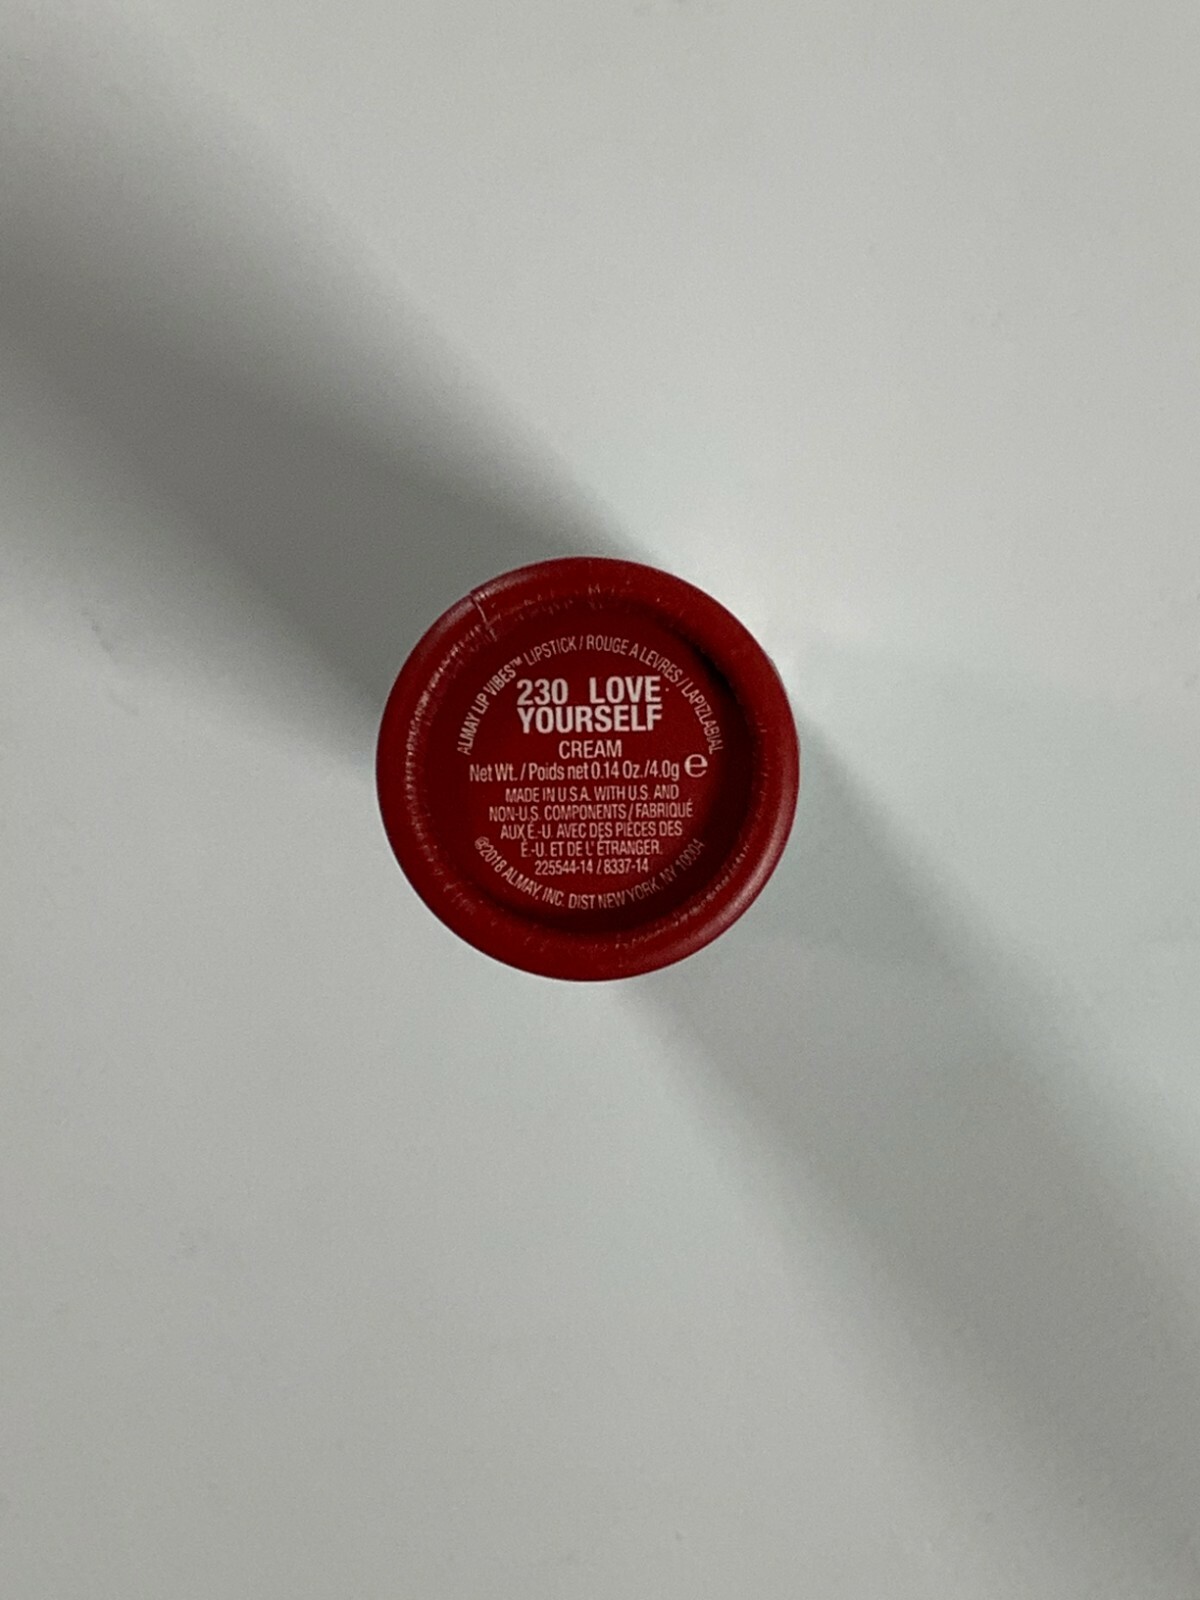 ALMAY LIP VIBES™ LIPSTICK / ROUGE A LEVRES / LAPIZ LABIAL
230 LOVE
YOURSELF
CREAM
Net Wt. / Poids net 0.14 Oz./4.0g ℮
MADE IN U.S.A. WITH U.S. AND
NON-U.S. COMPONENTS / FABRIQUÉ
AUX É.-U. AVEC DES PIÈCES DES
É.-U. ET DE L'ÉTRANGER.
225544-14 / 8337-14
©2018 ALMAY, INC. DIST NEW YORK, NY 10004